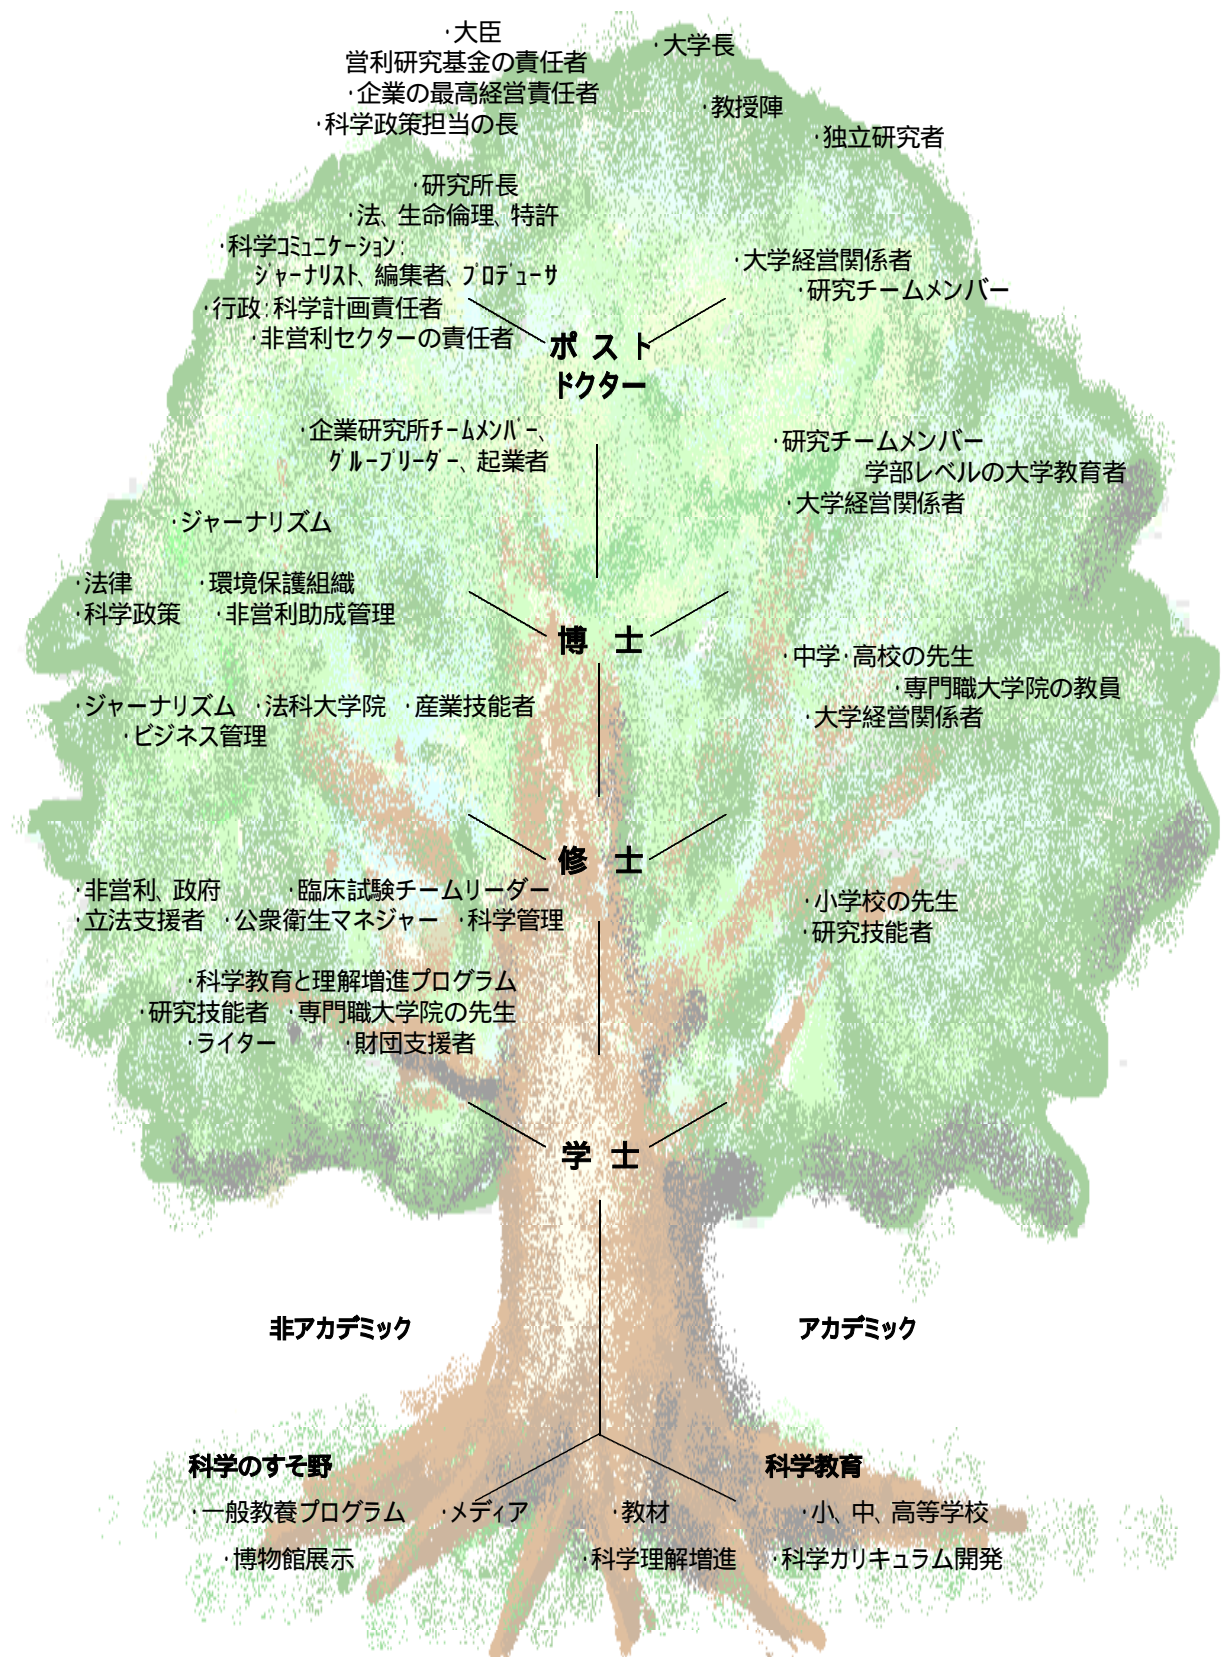 ·大臣
営利研究基金の責任者
·企業の最高経営責任者
·科学政策担当の長
·大学長
·教授陣
·独立研究者
·研究所長
·法、生命倫理、特許
·科学ｺﾐｭﾆｹｰｼｮﾝ:
ｼﾞｬｰﾅﾘｽﾄ、編集者、ﾌﾟﾛﾃﾞｭｰｻ
·行政:科学計画責任者
·非営利セクターの責任者
·大学経営関係者
·研究チームメンバー
ポスト
ドクター
·企業研究所ﾁｰﾑﾒﾝﾊﾞｰ、
ｸﾞﾙｰﾌﾟﾘｰﾀﾞｰ、起業者
·研究チームメンバー
学部レベルの大学教育者
·大学経営関係者
·ジャーナリズム
·法律 ·環境保護組織
·科学政策 ·非営利助成管理
博 士
·中学·高校の先生
·専門職大学院の教員
·大学経営関係者
·ジャーナリズム ·法科大学院 ·産業技能者
·ビジネス管理
修 士
·非営利、政府 ·臨床試験チームリーダー
·立法支援者 ·公衆衛生マネジャー ·科学管理
·小学校の先生
·研究技能者
·科学教育と理解増進プログラム
·研究技能者 ·専門職大学院の先生
·ライター ·財団支援者
学 士
非アカデミック アカデミック
科学のすそ野 科学教育
·一般教養プログラム ·メディア ·教材 ·小、中、高等学校
·博物館展示 ·科学理解増進 ·科学カリキュラム開発